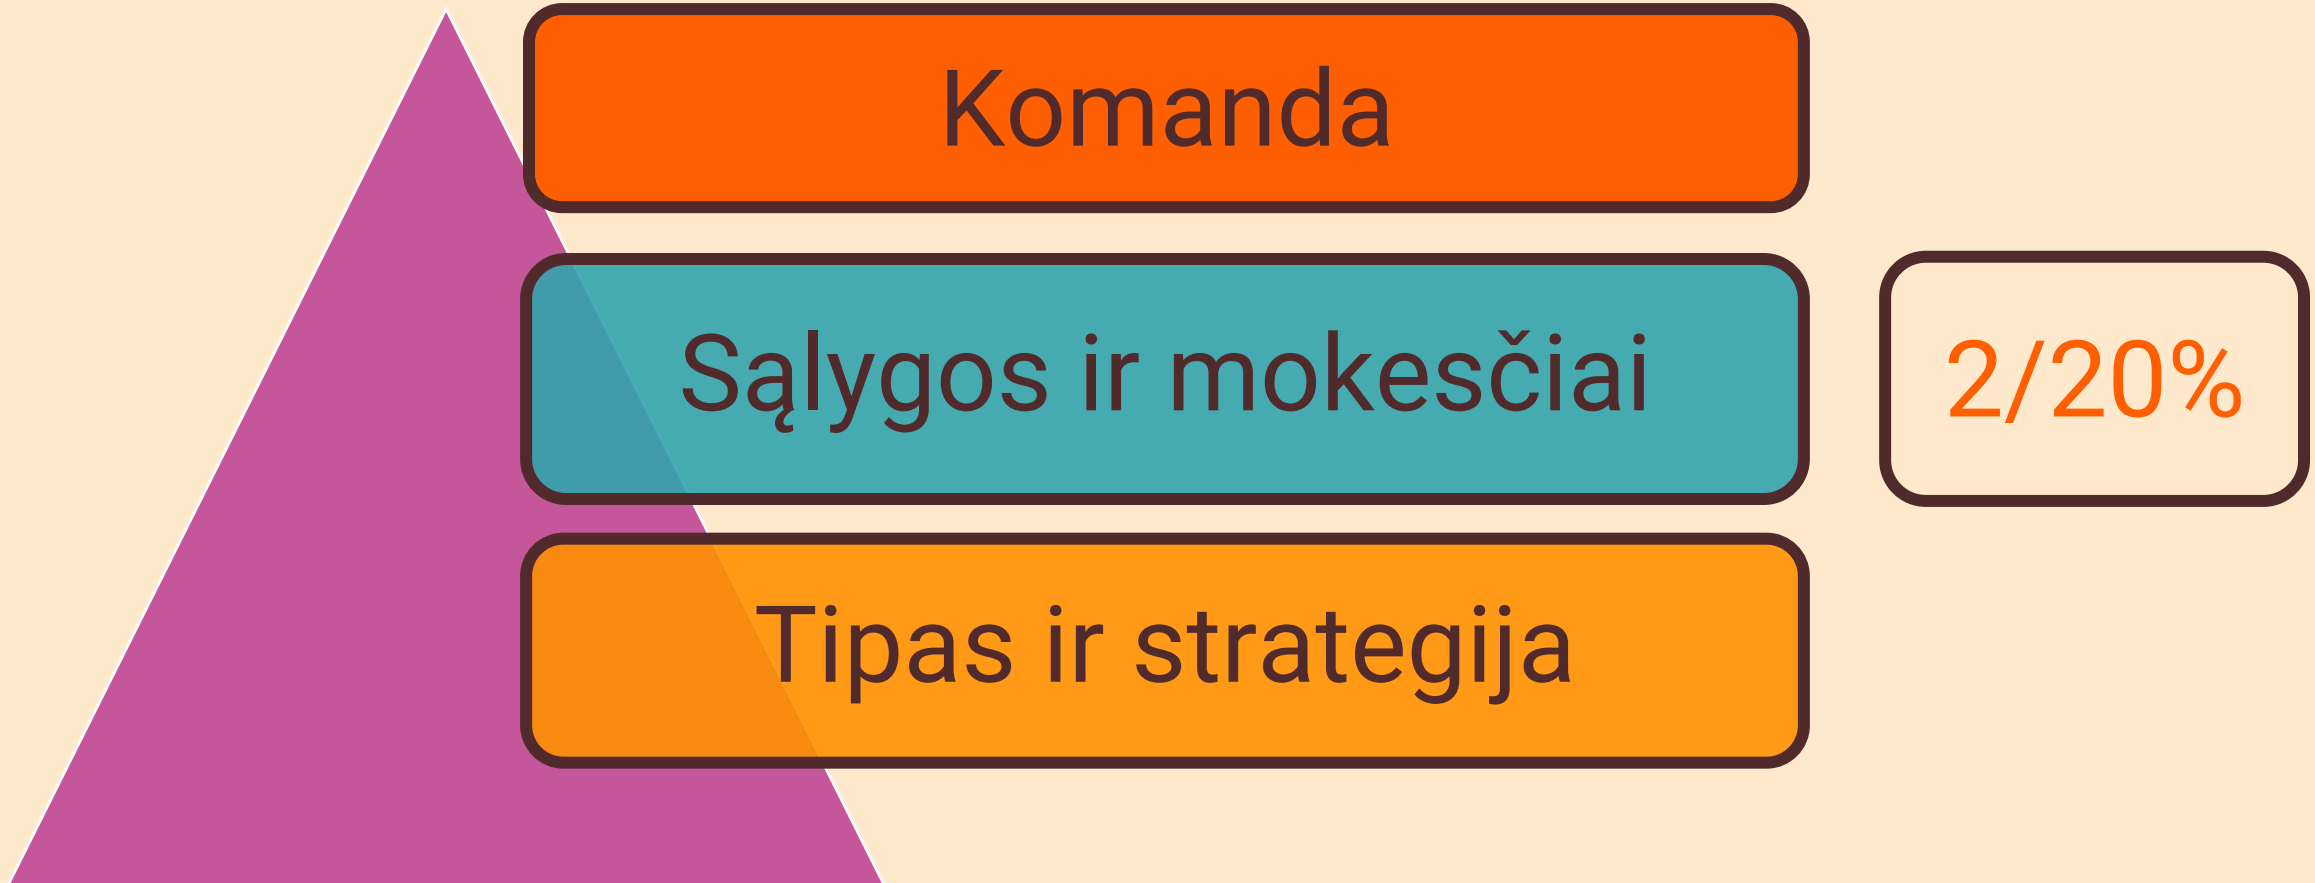 Komanda
Sąlygos ir mokesčiai
2/20%
Tipas ir strategija